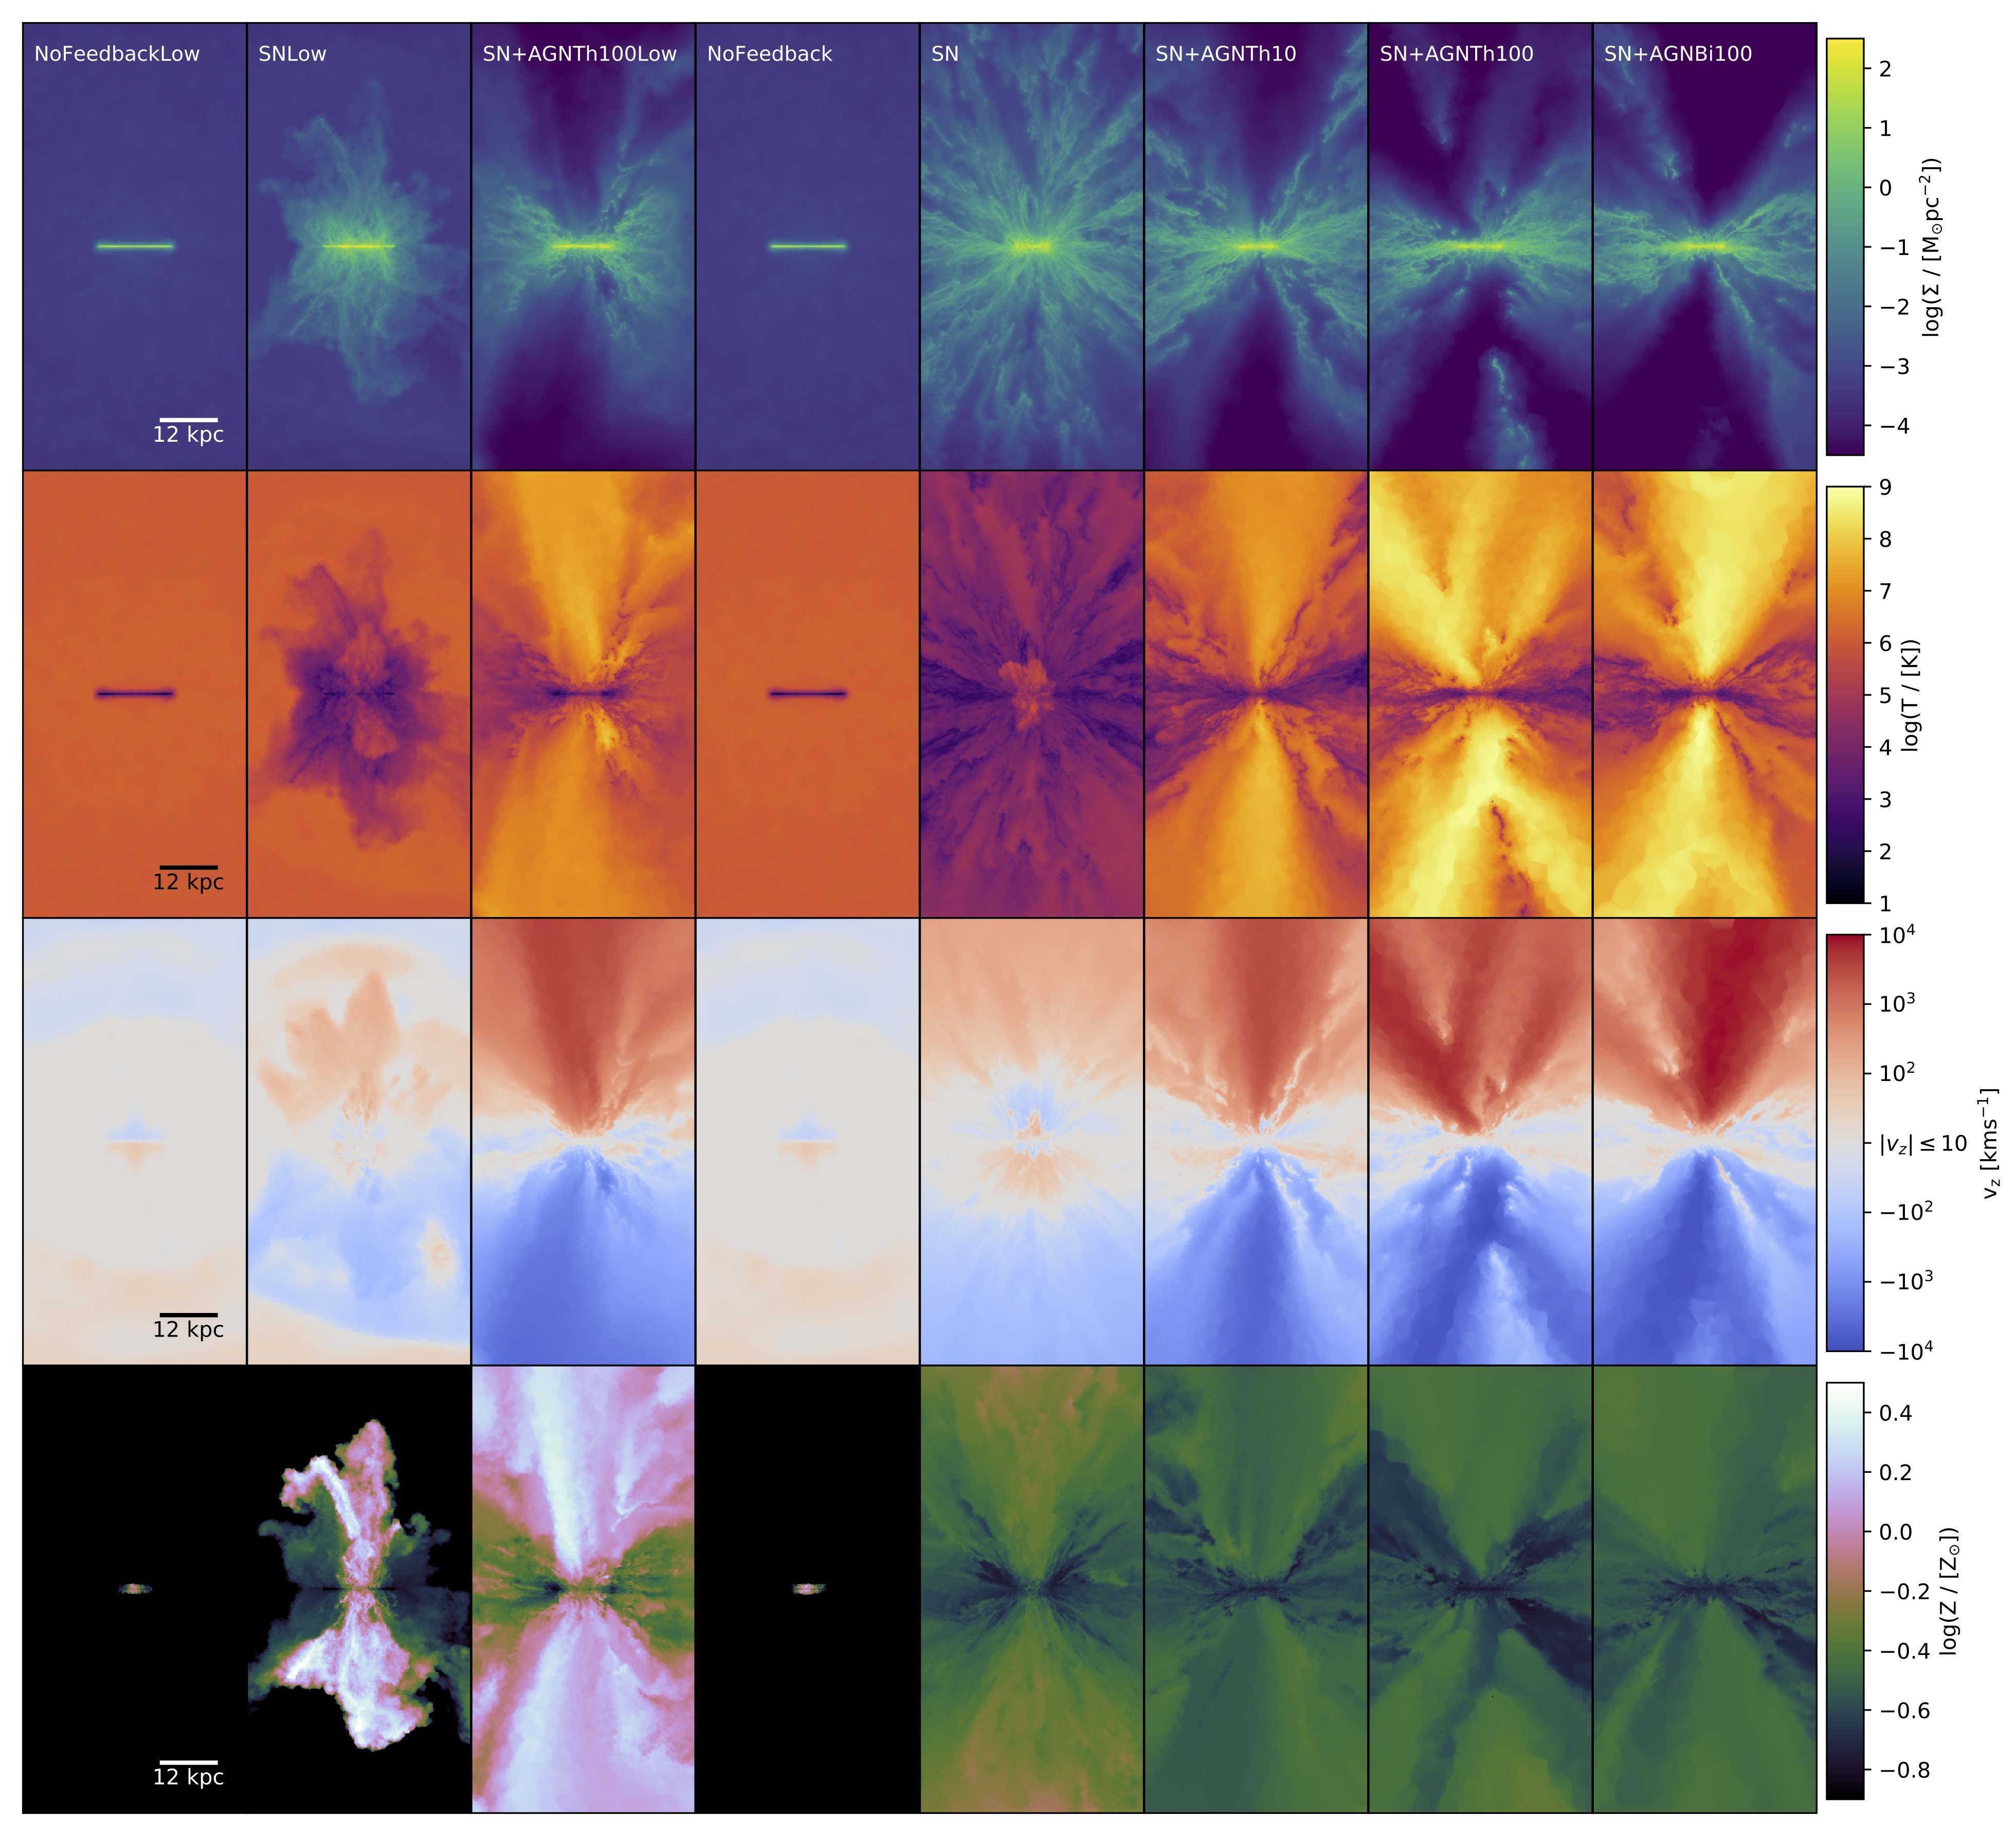 NoFeedbackLow
SNLow
SN+AGNTh100Low
NoFeedback
SN
SN+AGNTh10
SN+AGNTh100
SN+AGNBi100
12 kpc
2
1
0
−1
−2
−3
−4
log(Σ / [M⊙pc⁻²])
12 kpc
9
8
7
6
5
4
3
2
1
log(T / [K])
12 kpc
10⁴
10³
10²
|v_z| ≦ 10
−10²
−10³
−10⁴
v_z [kms⁻¹]
12 kpc
0.4
0.2
0.0
−0.2
−0.4
−0.6
−0.8
log(Z / [Z⊙])